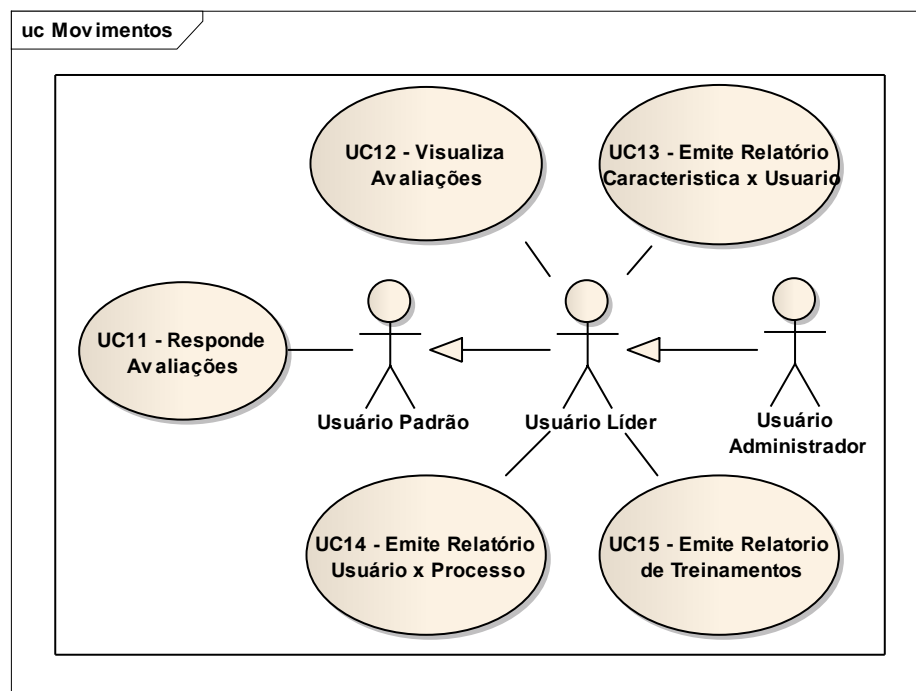 uc Movimentos
UC12 - Visualiza
Avaliações
UC13 - Emite Relatório
Caracteristica x Usuario
UC11 - Responde
Avaliações
Usuário Padrão
Usuário Líder
Usuário
Administrador
UC14 - Emite Relatório
Usuário x Processo
UC15 - Emite Relatorio
de Treinamentos